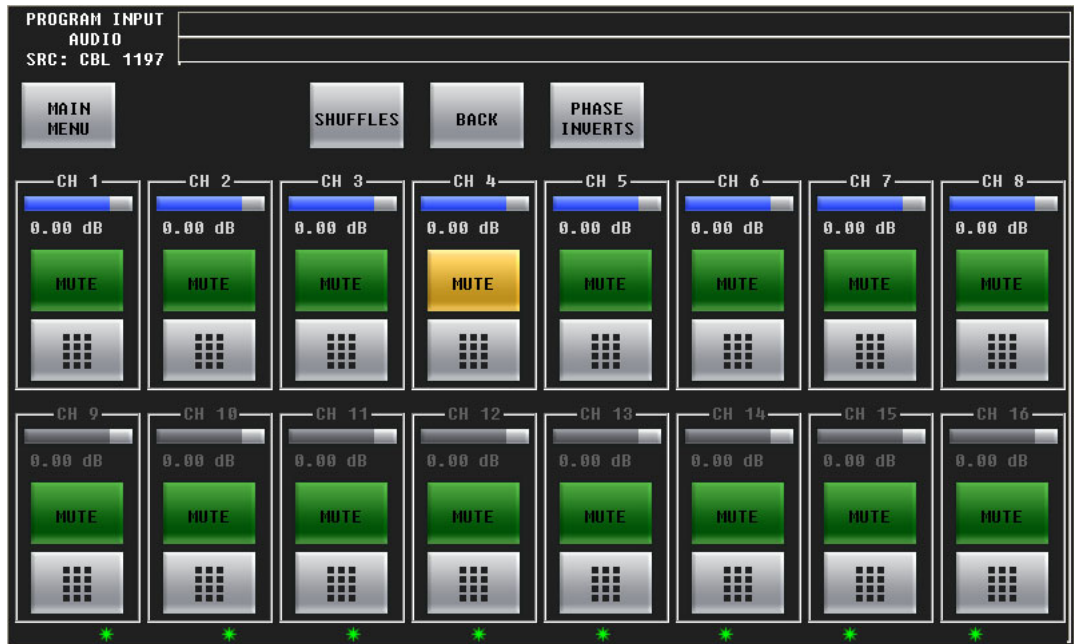 PROGRAM INPUT
AUDIO
SRC: CBL 1197
MAIN
MENU
SHUFFLES
BACK
PHASE
INVERTS
CH 1 CH 2 CH 3 CH 4 CH 5 CH 6 CH 7 CH 8
0.00 dB 0.00 dB 0.00 dB 0.00 dB 0.00 dB 0.00 dB 0.00 dB 0.00 dB
MUTE MUTE MUTE MUTE MUTE MUTE MUTE MUTE
CH 9 CH 10 CH 11 CH 12 CH 13 CH 14 CH 15 CH 16
0.00 dB 0.00 dB 0.00 dB 0.00 dB 0.00 dB 0.00 dB 0.00 dB 0.00 dB
MUTE MUTE MUTE MUTE MUTE MUTE MUTE MUTE